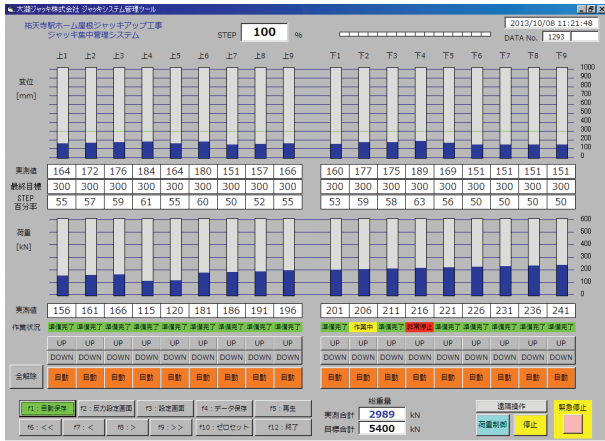 大瀧ジャッキ株式会社 ジャッキシステム管理ツール
祐天寺駅ホーム屋根ジャッキアップ工事
ジャッキ集中管理システム
STEP 100 %
2013/10/08 11:21:48
DATA No. 1293
上1 上2 上3 上4 上5 上6 上7 上8 上9 下1 下2 下3 下4 下5 下6 下7 下8 下9
変位
[mm]
1000
900
800
700
600
500
400
300
200
100
0
実測値 164 172 176 184 164 180 151 157 166 160 177 175 189 169 151 151 151 151
最終目標 300 300 300 300 300 300 300 300 300 300 300 300 300 300 300 300 300 300
STEP
百分率 55 57 59 61 55 60 50 52 55 53 59 58 63 56 50 50 50 50
荷重
[kN]
600
500
400
300
200
100
0
実測値 156 161 166 115 120 181 186 191 196 201 206 211 216 221 226 231 236 241
作業状況 準備完了 準備完了 準備完了 準備完了 準備完了 準備完了 準備完了 準備完了 準備完了 準備完了 作業中 準備完了 非常停止 準備完了 準備完了 準備完了 準備完了 準備完了
UP UP UP UP UP UP UP UP UP UP UP UP UP UP UP UP UP UP
DOWN DOWN DOWN DOWN DOWN DOWN DOWN DOWN DOWN DOWN DOWN DOWN DOWN DOWN DOWN DOWN DOWN DOWN
全解除 自動 自動 自動 自動 自動 自動 自動 自動 自動 自動 自動 自動 自動 自動 自動 自動 自動 自動
f1：自動保存 f2：反力設定画面 f3：設定画面 f4：データ保存 f5：再生
f6：<< f7：< f8：> f9：>> f10：ゼロセット f12：終了
総重量
実測合計 2989 kN
目標合計 5400 kN
遠隔操作
荷重制御 停止
緊急停止